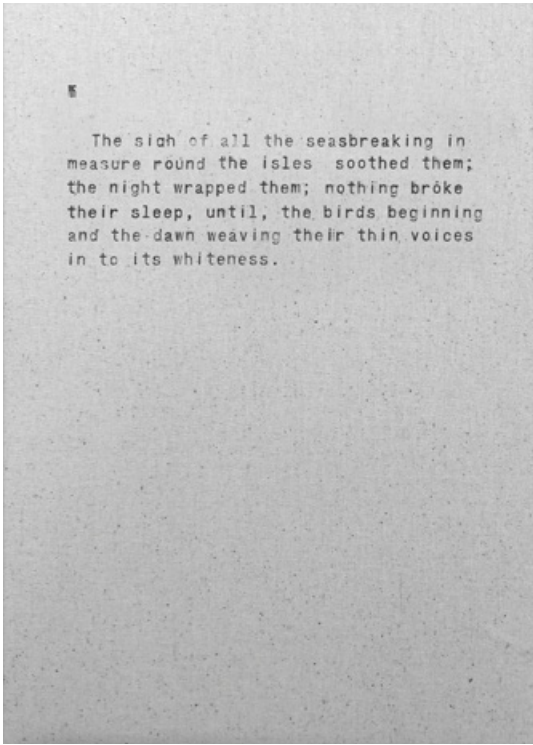 The sigh of all the seasbreaking in
measure round the isles soothed them;
the night wrapped them; nothing broke
their sleep, until, the birds beginning
and the dawn weaving their thin voices
in to its whiteness.